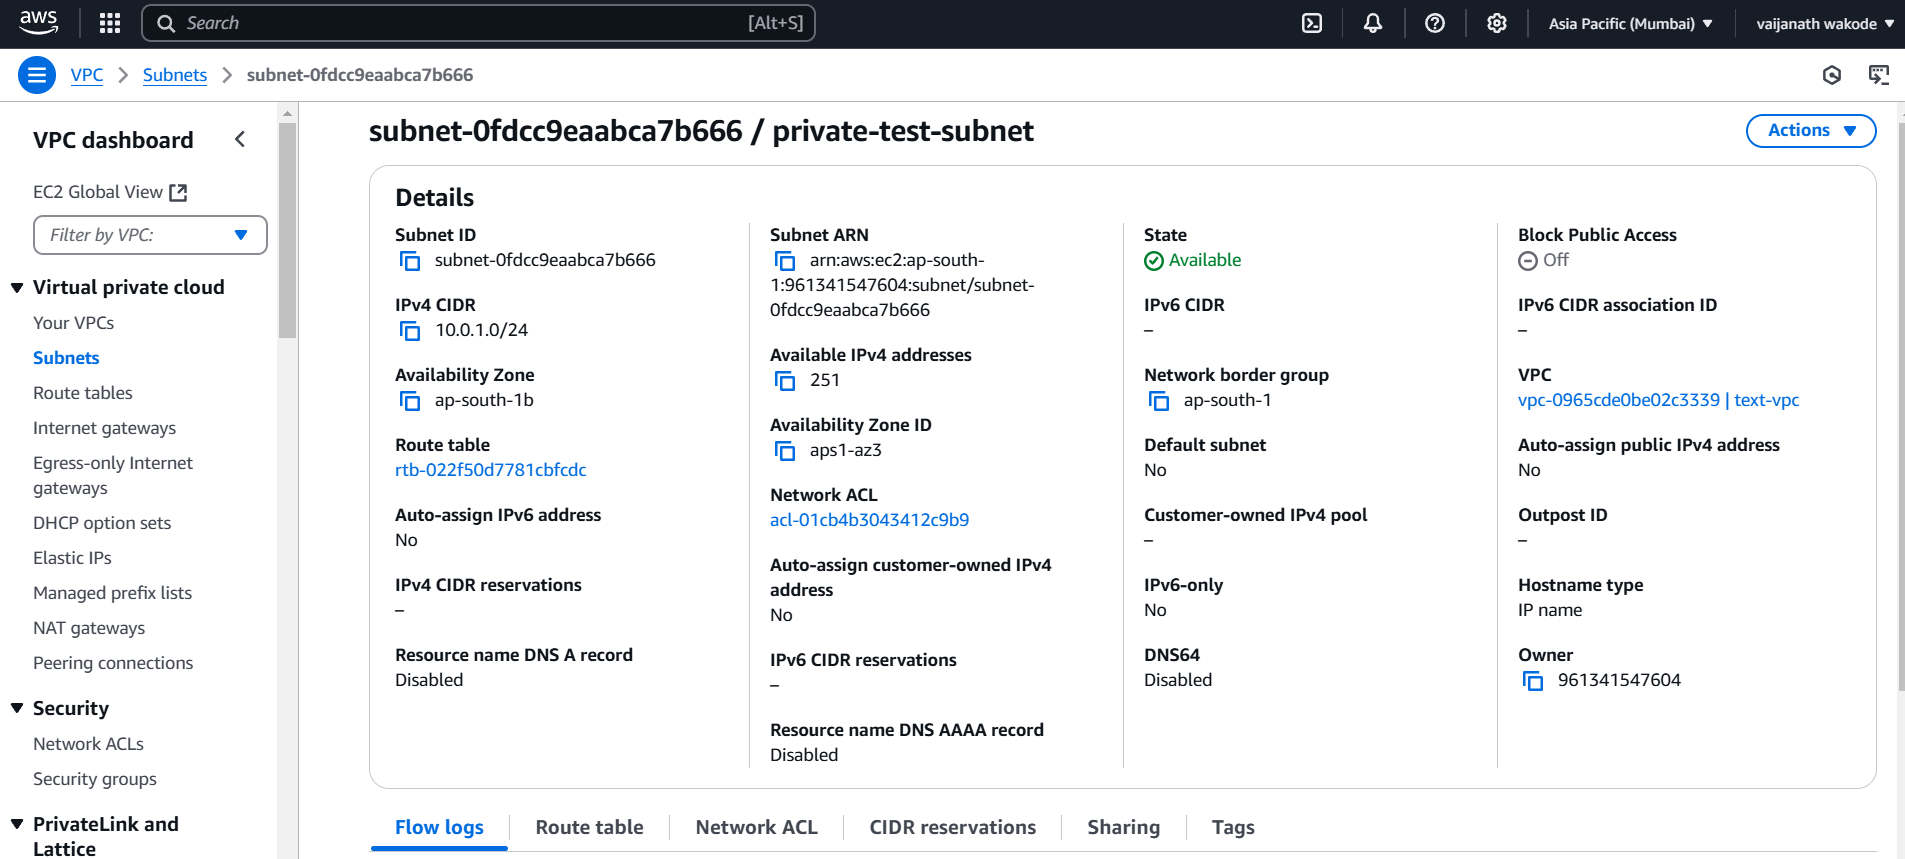 aws
Search
[Alt+S]
Asia Pacific (Mumbai)
vaijanath wakode
VPC
Subnets
subnet-0fdcc9eaabca7b666
VPC dashboard
EC2 Global View
Filter by VPC:
Virtual private cloud
Your VPCs
Subnets
Route tables
Internet gateways
Egress-only Internet
gateways
DHCP option sets
Elastic IPs
Managed prefix lists
NAT gateways
Peering connections
Security
Network ACLs
Security groups
PrivateLink and
Lattice
subnet-0fdcc9eaabca7b666 / private-test-subnet
Actions
Details
Subnet ID
subnet-0fdcc9eaabca7b666
IPv4 CIDR
10.0.1.0/24
Availability Zone
ap-south-1b
Route table
rtb-022f50d7781cbfcdc
Auto-assign IPv6 address
No
IPv4 CIDR reservations
–
Resource name DNS A record
Disabled
Subnet ARN
arn:aws:ec2:ap-south-
1:961341547604:subnet/subnet-
0fdcc9eaabca7b666
Available IPv4 addresses
251
Availability Zone ID
aps1-az3
Network ACL
acl-01cb4b3043412c9b9
Auto-assign customer-owned IPv4
address
No
IPv6 CIDR reservations
–
Resource name DNS AAAA record
Disabled
State
Available
IPv6 CIDR
–
Network border group
ap-south-1
Default subnet
No
Customer-owned IPv4 pool
–
IPv6-only
No
DNS64
Disabled
Block Public Access
Off
IPv6 CIDR association ID
–
VPC
vpc-0965cde0be02c3339 | text-vpc
Auto-assign public IPv4 address
No
Outpost ID
–
Hostname type
IP name
Owner
961341547604
Flow logs
Route table
Network ACL
CIDR reservations
Sharing
Tags